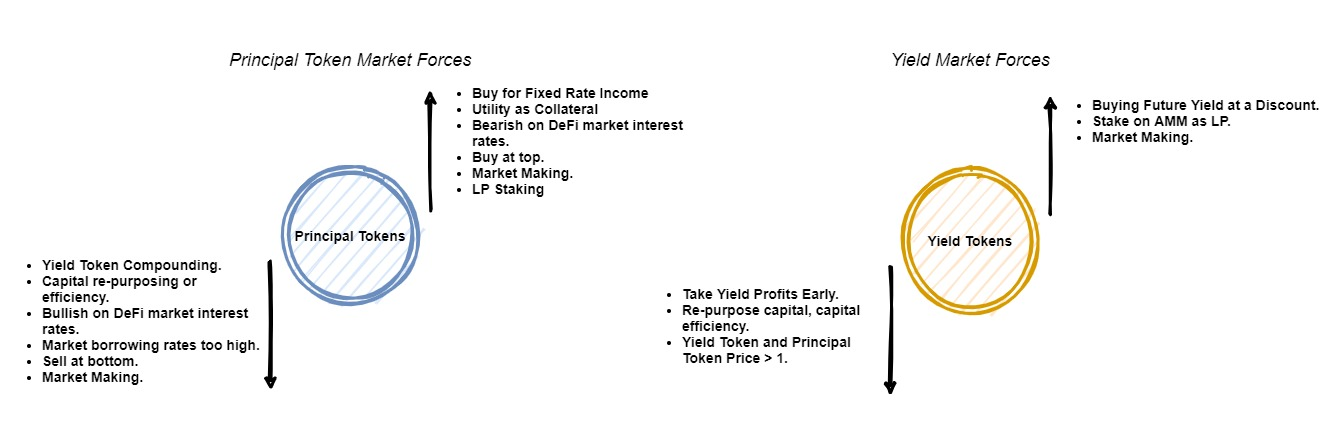 Principal Token Market Forces
• Buy for Fixed Rate Income
• Utility as Collateral
• Bearish on DeFi market interest
rates.
• Buy at top.
• Market Making.
• LP Staking
Principal Tokens
• Yield Token Compounding.
• Capital re-purposing or
efficiency.
• Bullish on DeFi market interest
rates.
• Market borrowing rates too high.
• Sell at bottom.
• Market Making.
Yield Market Forces
• Buying Future Yield at a Discount.
• Stake on AMM as LP.
• Market Making.
Yield Tokens
• Take Yield Profits Early.
• Re-purpose capital, capital
efficiency.
• Yield Token and Principal
Token Price > 1.